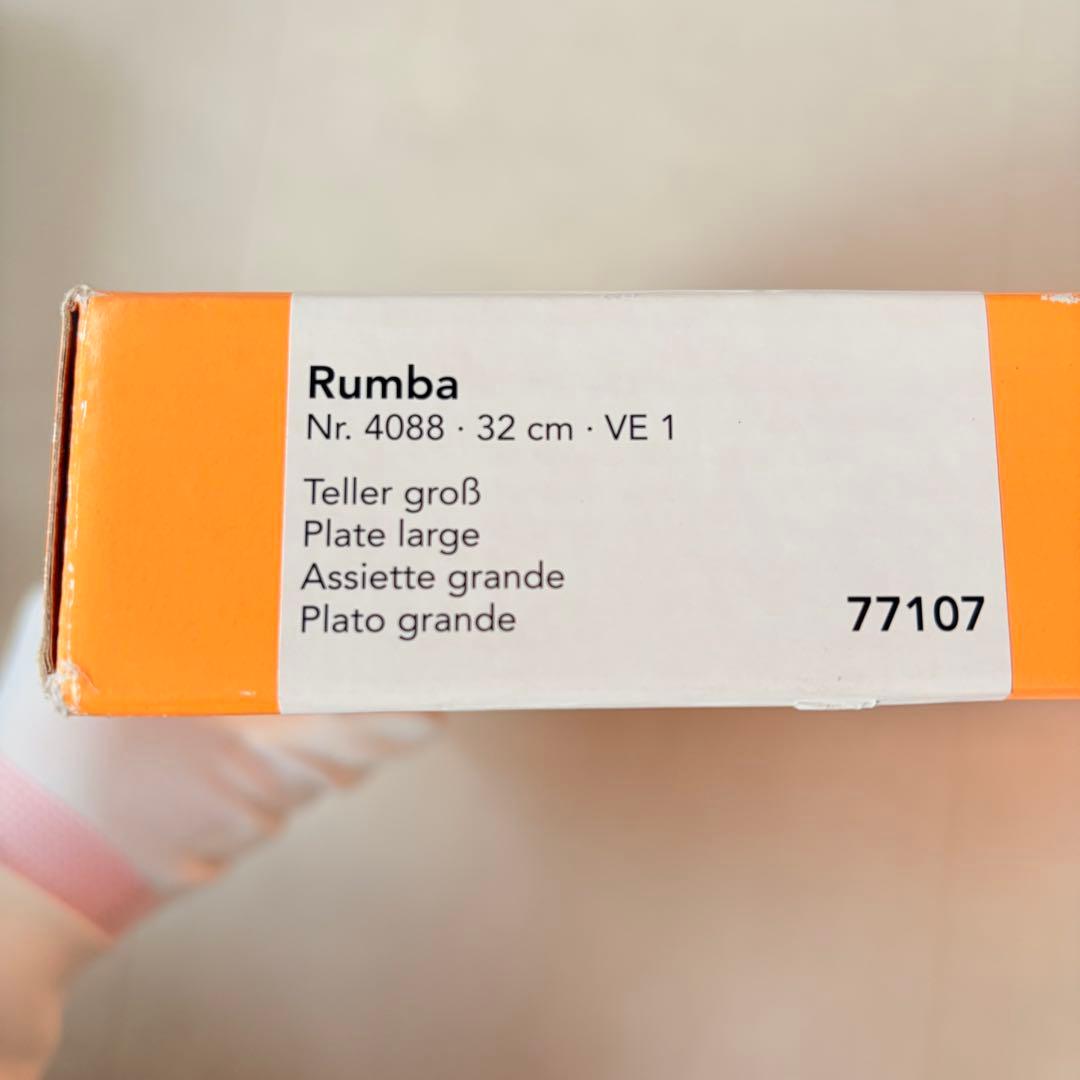 Rumba
Nr. 4088 · 32 cm · VE 1
Teller groß
Plate large
Assiette grande
Plato grande
77107